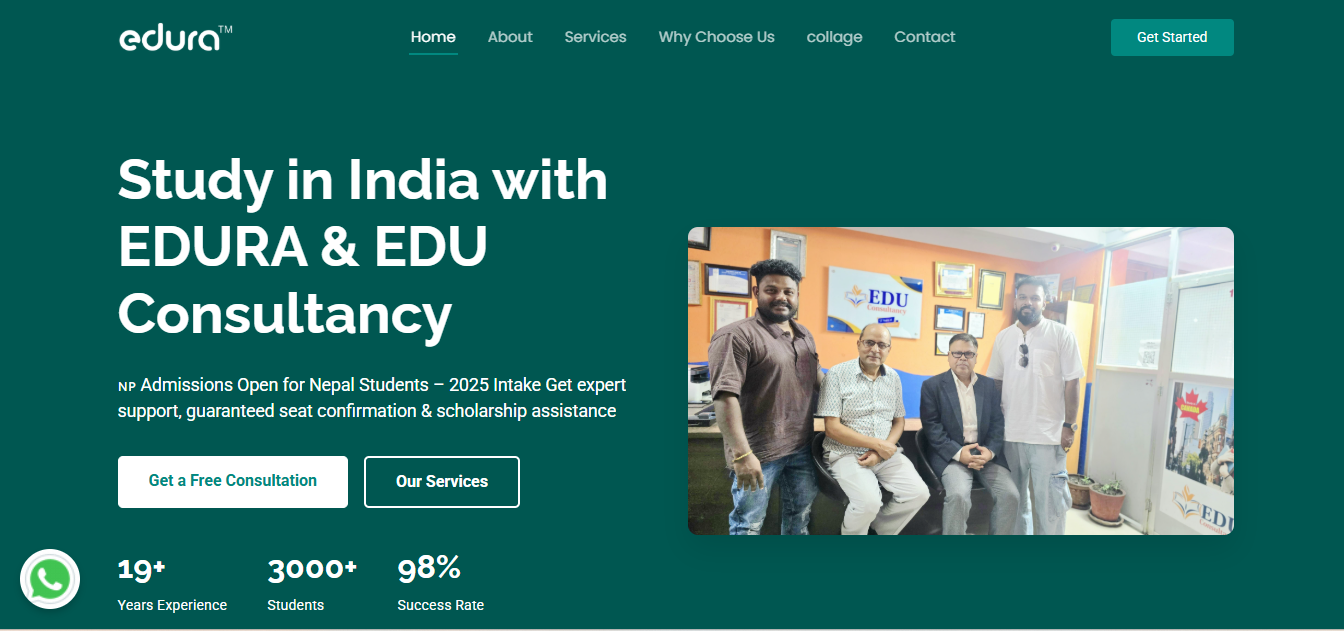 edura™
Home
About
Services
Why Choose Us
collage
Contact
Get Started
Study in India with
EDURA & EDU
Consultancy
NP Admissions Open for Nepal Students – 2025 Intake Get expert
support, guaranteed seat confirmation & scholarship assistance
Get a Free Consultation
Our Services
19+
Years Experience
3000+
Students
98%
Success Rate
EDU
Consultancy
EDU